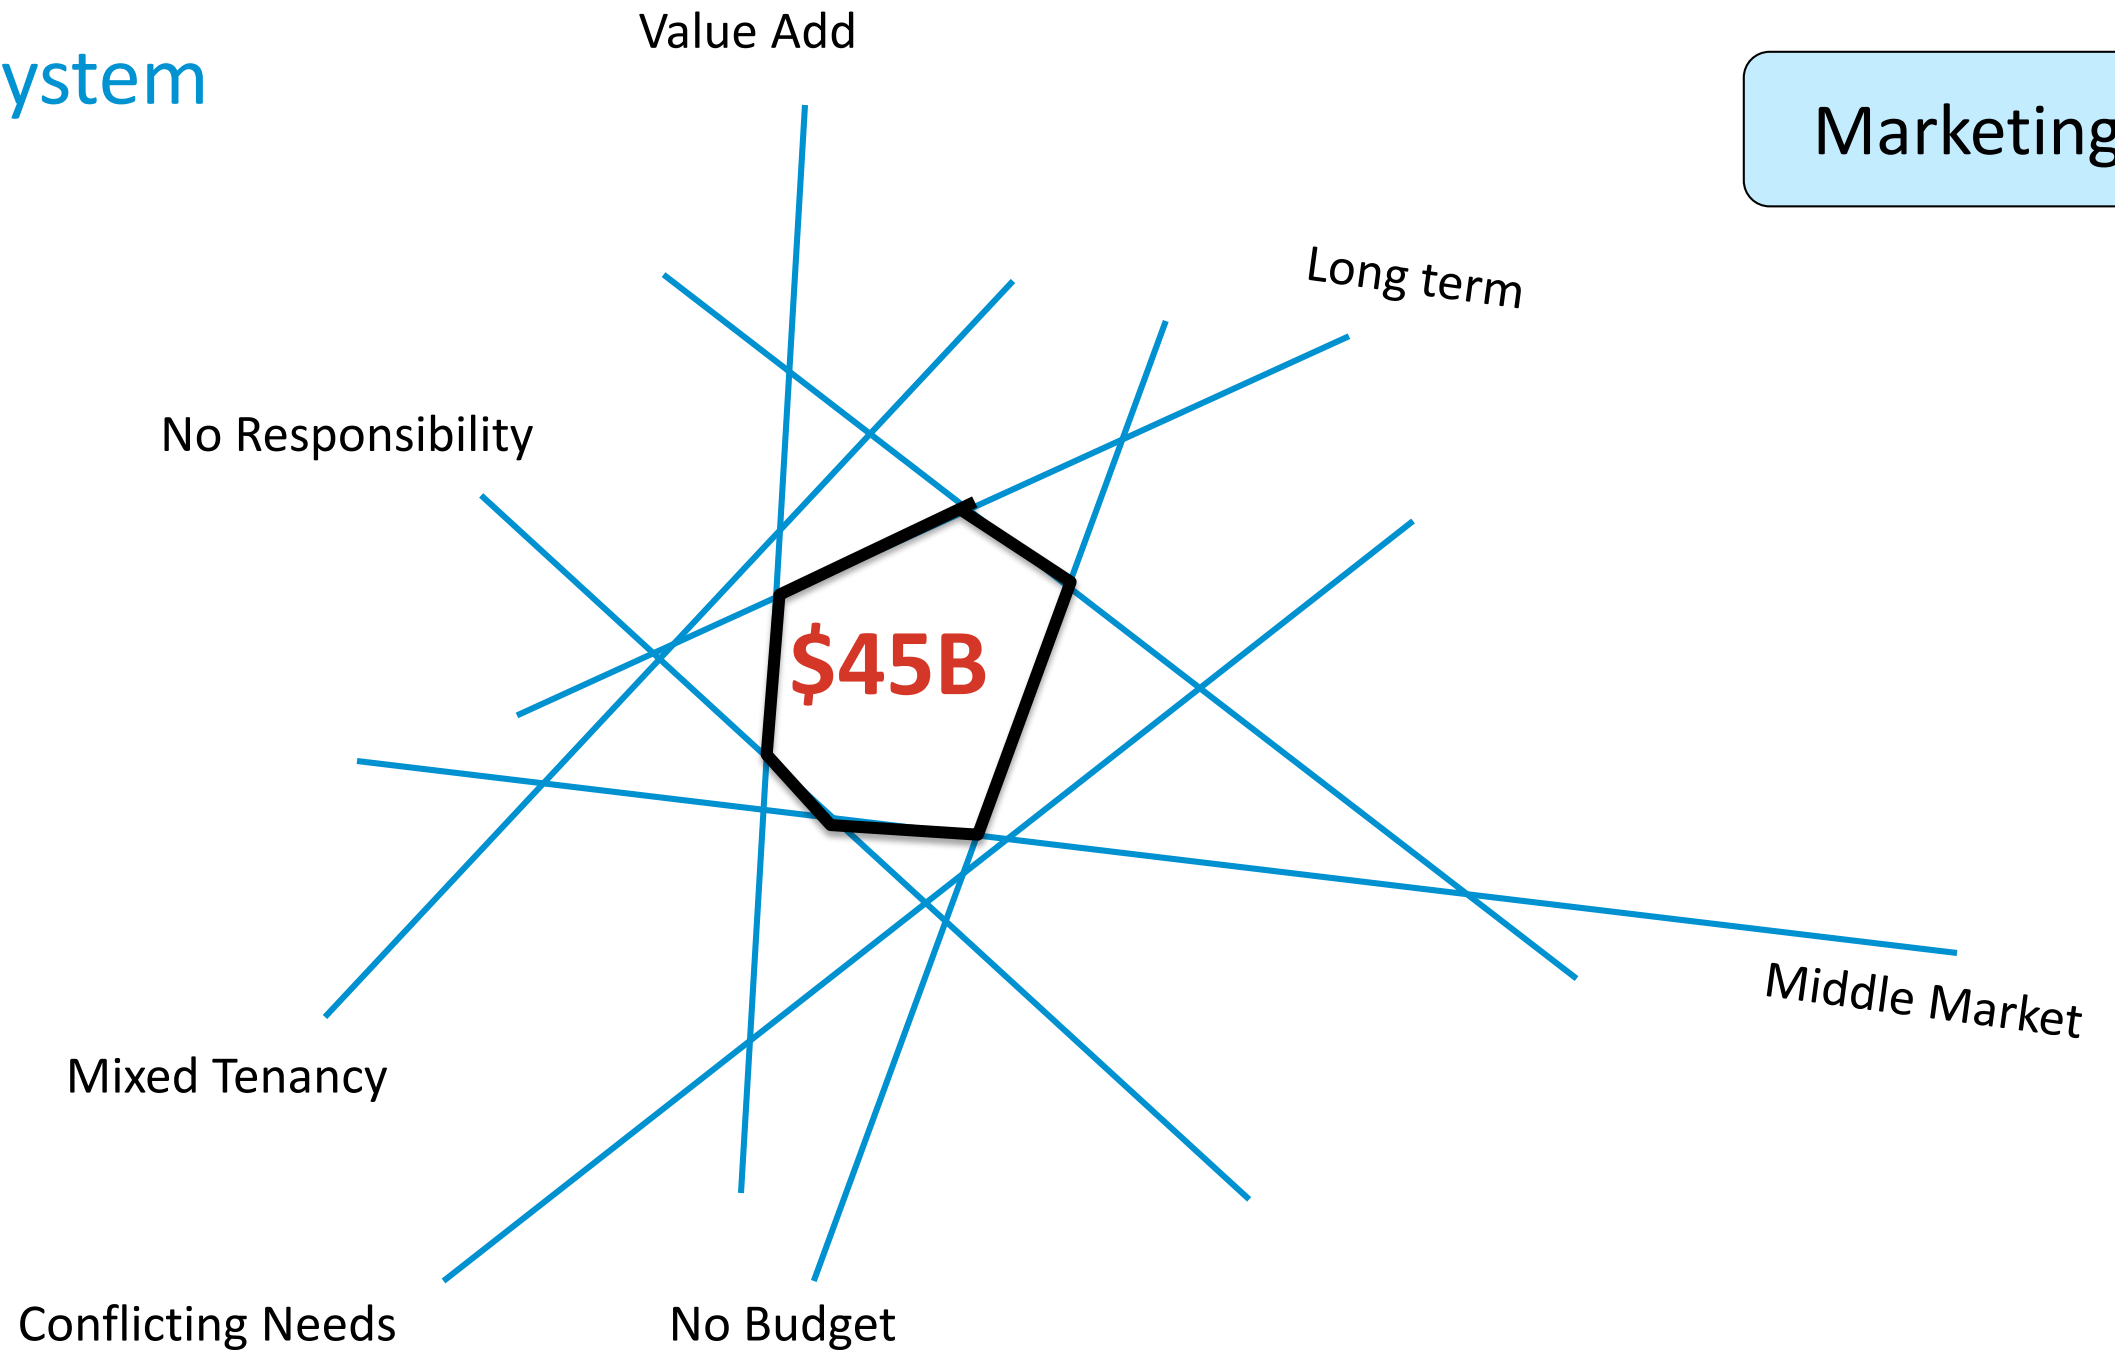 Value Add
ystem
Marketing
Long term
No Responsibility
$45B
Middle Market
Mixed Tenancy
Conflicting Needs
No Budget